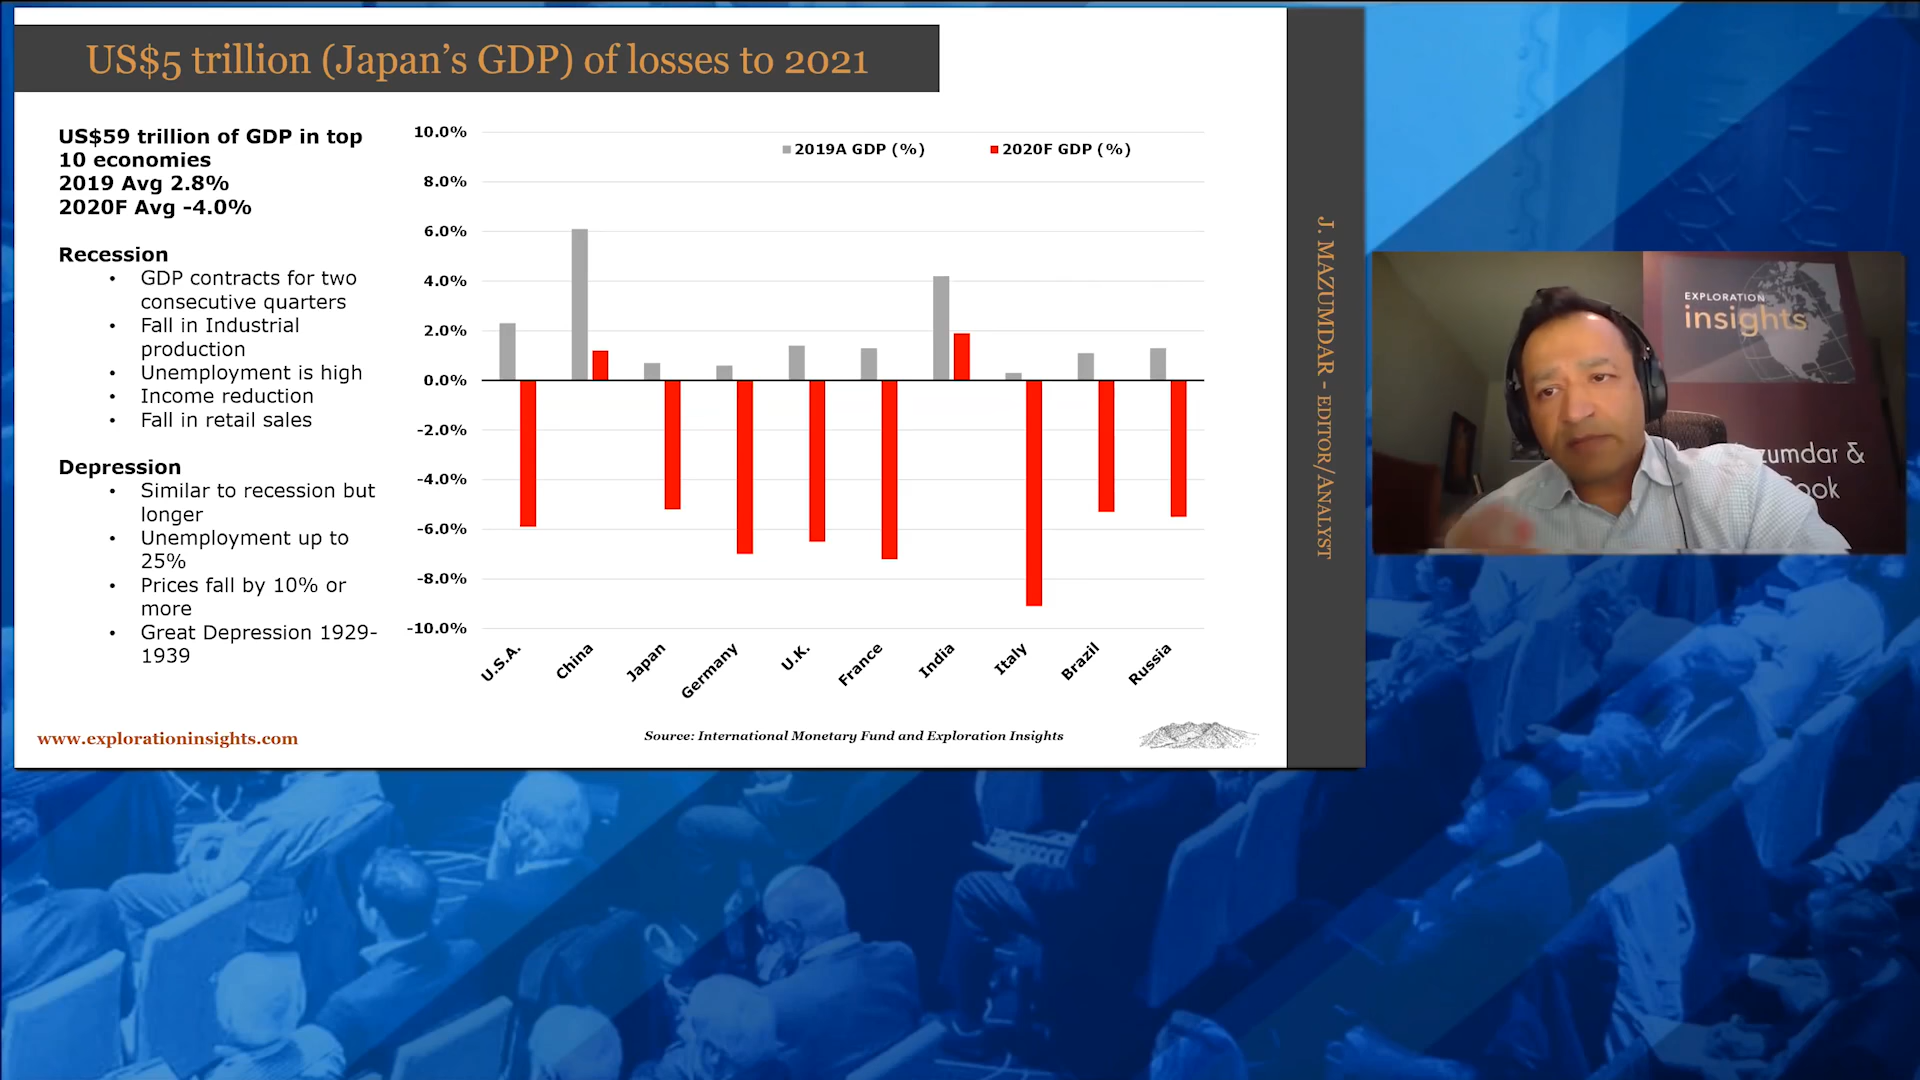 US$5 trillion (Japan's GDP) of losses to 2021
US$59 trillion of GDP in top
10 economies
2019 Avg 2.8%
2020F Avg -4.0%
Recession
• GDP contracts for two
consecutive quarters
• Fall in Industrial
production
• Unemployment is high
• Income reduction
• Fall in retail sales
Depression
• Similar to recession but
longer
• Unemployment up to
25%
• Prices fall by 10% or
more
• Great Depression 1929-
1939
2019A GDP (%) 2020F GDP (%)
10.0%
8.0%
6.0%
4.0%
2.0%
0.0%
-2.0%
-4.0%
-6.0%
-8.0%
-10.0%
U.S.A. China Japan Germany U.K. France India Italy Brazil Russia
www.explorationinsights.com
Source: International Monetary Fund and Exploration Insights
J. MAZUMDAR - EDITOR/ANALYST
EXPLORATION
insights
zumdar &
ook